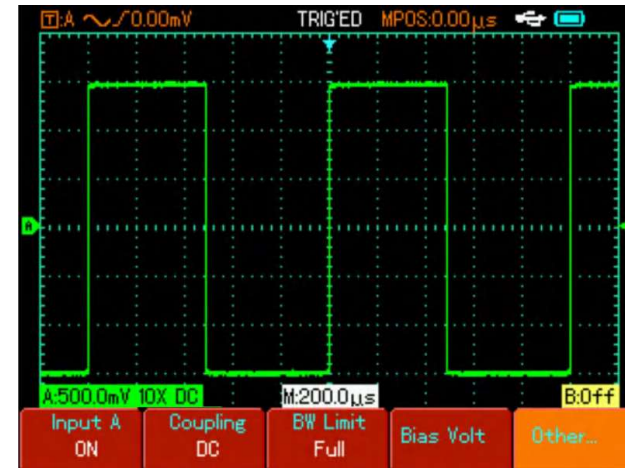 T:A 0.00mV TRIG'ED MPOS:0.00μs
A
A:500.0mV 10X DC M:200.0μs B:Off
Input A Coupling BW Limit Bias Volt Other...
ON DC Full